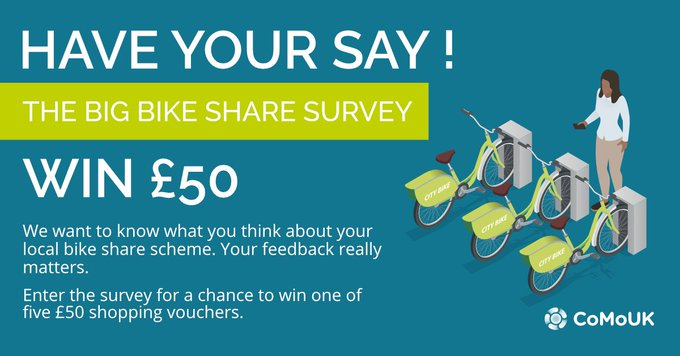 HAVE YOUR SAY !
THE BIG BIKE SHARE SURVEY
WIN £50
We want to know what you think about your
local bike share scheme. Your feedback really
matters.
Enter the survey for a chance to win one of
five £50 shopping vouchers.
CITY BIKE
CITY BIKE
CITY BIKE
CoMoUK